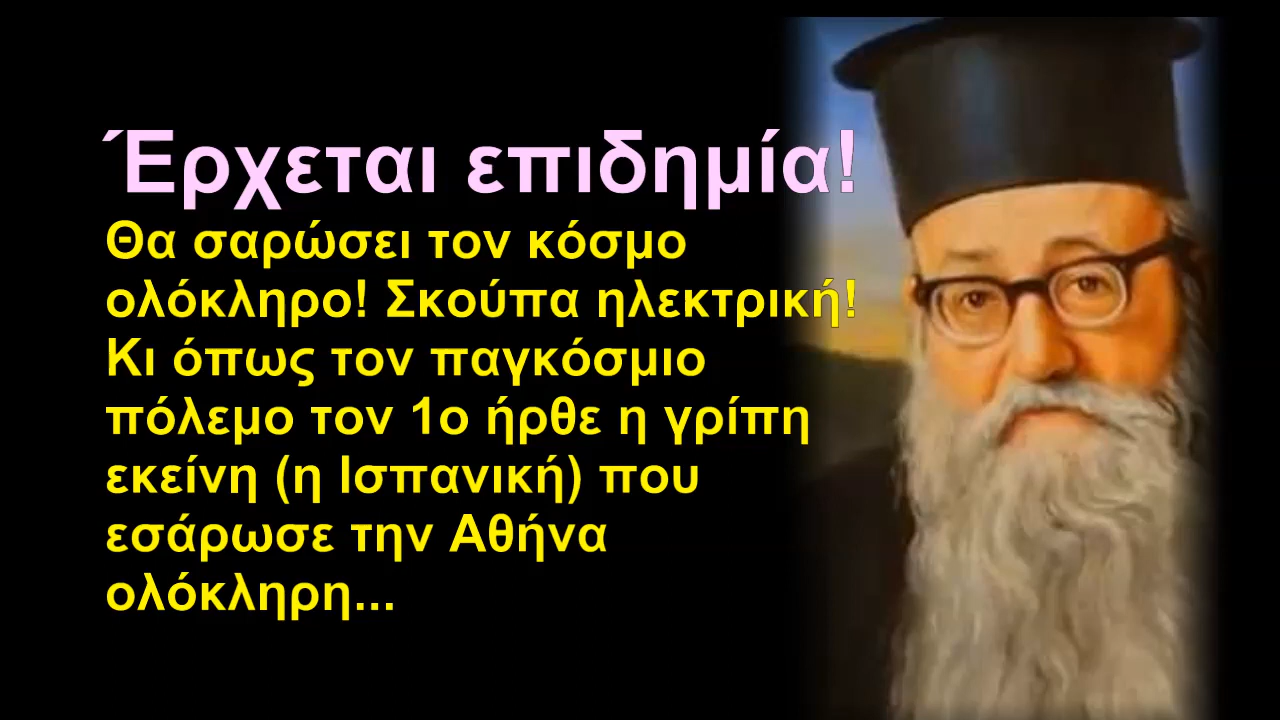 Έρχεται επιδημία!
Θα σαρώσει τον κόσμο
ολόκληρο! Σκούπα ηλεκτρική!
Κι όπως τον παγκόσμιο
πόλεμο τον 1ο ήρθε η γρίπη
εκείνη (η Ισπανική) που
εσάρωσε την Αθήνα
ολόκληρη...